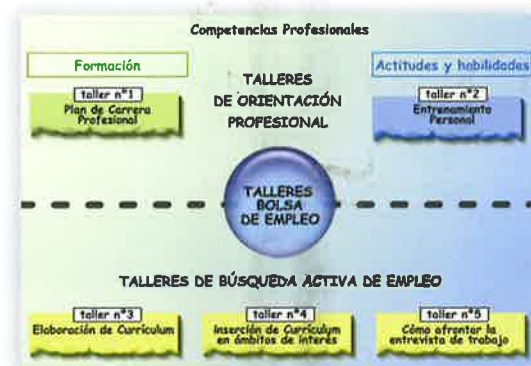 Competencias Profesionales
Formación
Actitudes y habilidades
TALLERES
DE ORIENTACIÓN
PROFESIONAL
taller nº1
Plan de Carrera
Profesional
taller nº2
Entrenamiento
Personal
TALLERES
BOLSA
DE EMPLEO
TALLERES DE BÚSQUEDA ACTIVA DE EMPLEO
taller nº3
Elaboración de Currículum
taller nº4
Inserción de Currículum
en ámbitos de interés
taller nº5
Cómo afrontar la
entrevista de trabajo